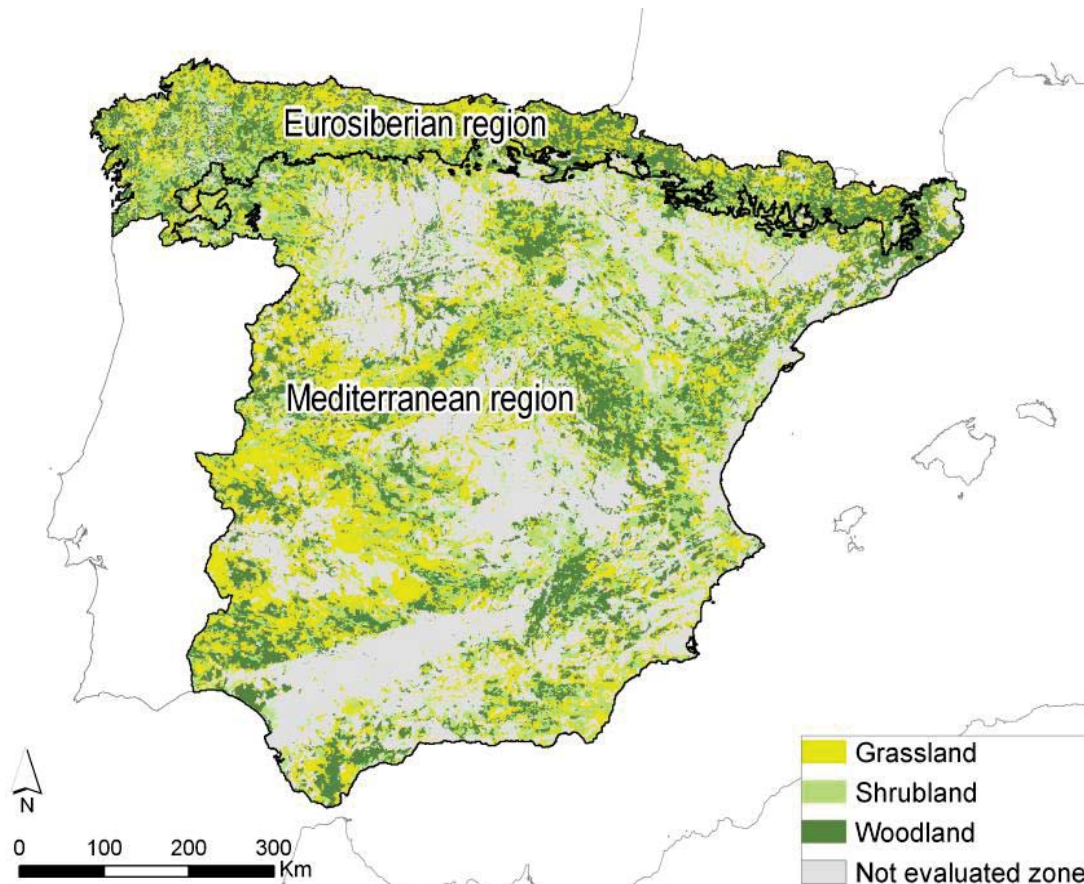 Eurosiberian region
Mediterranean region
N
0 100 200 300
Km
Grassland
Shrubland
Woodland
Not evaluated zone